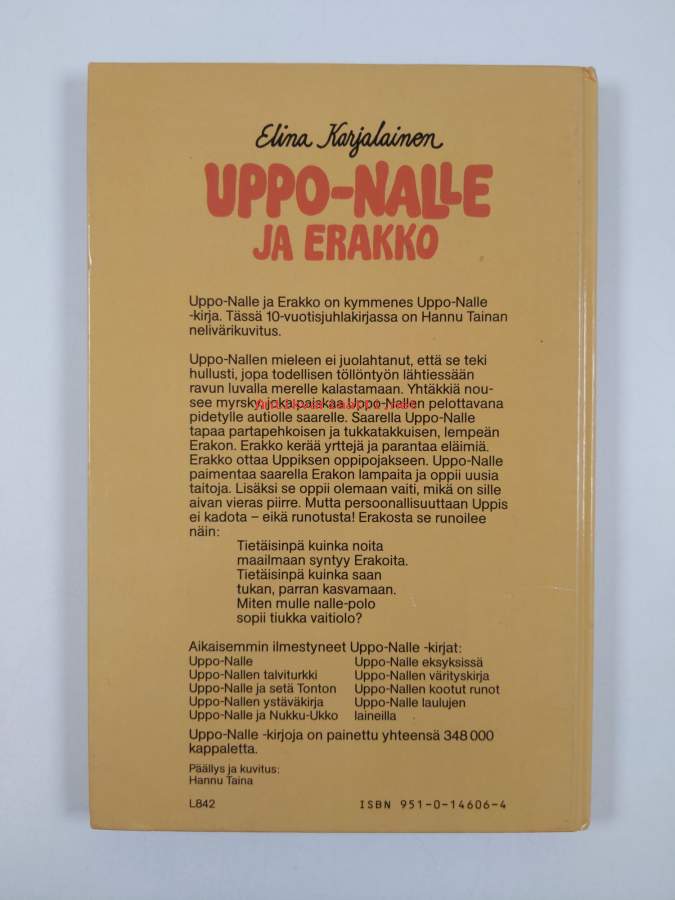 Elina Karjalainen
UPPO-NALLE
JA ERAKKO
Uppo-Nalle ja Erakko on kymmenes Uppo-Nalle
-kirja. Tässä 10-vuotisjuhlakirjassa on Hannu Tainan
nelivärikuvitus.
Uppo-Nallen mieleen ei juolahtanut, että se teki
hullusti, jopa todellisen töllöntyön lähtiessään
ravun luvalla merelle kalastamaan. Yhtäkkiä nou-
see myrsky joka paiskaa Uppo-Nallen pelottavana
Antikvariaatti.net
pidetylle autiolle saarelle. Saarella Uppo-Nalle
tapaa partapehkoisen ja tukkatakkuisen, lempeän
Erakon. Erakko kerää yrttejä ja parantaa eläimiä.
Erakko ottaa Uppiksen oppipojakseen. Uppo-Nalle
paimentaa saarella Erakon lampaita ja oppii uusia
taitoja. Lisäksi se oppii olemaan vaiti, mikä on sille
aivan vieras piirre. Mutta persoonallisuuttaan Uppis
ei kadota – eikä runotusta! Erakosta se runoilee
näin:
Tietäisinpä kuinka noita
maailmaan syntyy Erakoita.
Tietäisinpä kuinka saan
tukan, parran kasvamaan.
Miten mulle nalle-polo
sopii tiukka vaitiolo?
Aikaisemmin ilmestyneet Uppo-Nalle -kirjat:
Uppo-Nalle
Uppo-Nallen talviturkki
Uppo-Nalle ja setä Tonton
Uppo-Nallen ystäväkirja
Uppo-Nalle ja Nukku-Ukko
Uppo-Nalle eksyksissä
Uppo-Nallen värityskirja
Uppo-Nallen kootut runot
Uppo-Nalle laulujen
laineilla
Uppo-Nalle -kirjoja on painettu yhteensä 348 000
kappaletta.
Päällys ja kuvitus:
Hannu Taina
L842
ISBN 951-0-14606-4